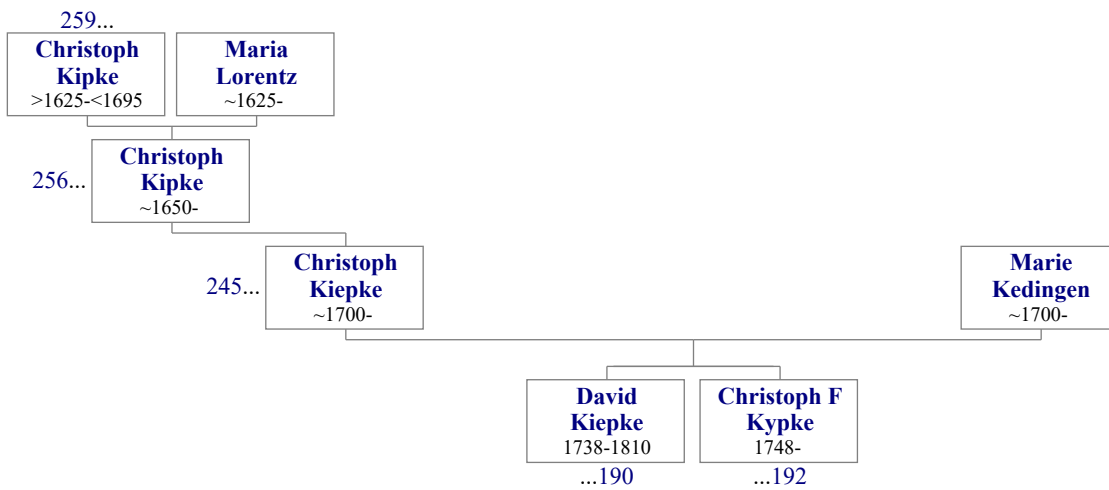 259...
Christoph
Kipke
>1625-<1695
Maria
Lorentz
~1625-
256...
Christoph
Kipke
~1650-
245...
Christoph
Kiepke
~1700-
Marie
Kedingen
~1700-
David
Kiepke
1738-1810
...190
Christoph F
Kypke
1748-
...192